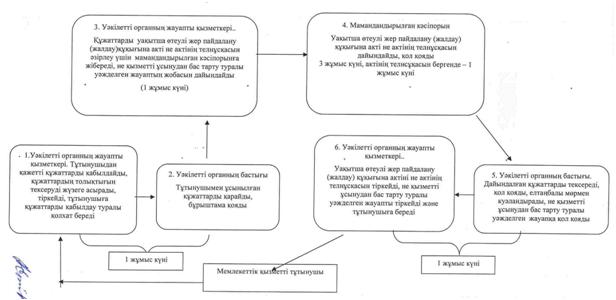 3. Уәкілетті органның жауапты қызметкері..
Құжаттарды уақытша өтеулі жер пайдалану
(жалдау)құқығына акті не актінің телнұсқасын
әзірлеу үшін мамандандырылған кәсіпорынға
жібереді, не қызметті ұсынудан бас тарту туралы
уәжделген жауаптың жобасын дайындайды
(1 жұмыс күні)
4. Мамандандырылған кәсіпорын
Уақытша өтеулі жер пайдалану (жалдау)
құқығына акті не актінің телнұсқасын
дайындайды, қол қояды
3 жұмыс күні, актінің телнұсқасын бергенде – 1
жұмыс күні
1.Уәкілетті органның жауапты
қызметкері. Тұтынушыдан
қажетті құжаттарды қабылдайды,
құжаттардың толықтығын
тексеруді жүзеге асырады,
тіркейді, тұтынушыға
құжаттарды қабылдау туралы
қолхат береді
2. Уәкілетті органның бастығы
Тұтынушымен ұсынылған
құжаттарды қарайды,
бұрыштама қояды
6. Уәкілетті органның жауапты
қызметкері..
Уақытша өтеулі жер пайдалану
(жалдау) құқығына акті не актінің
телнұсқасын тіркейді, не қызметті
ұсынудан бас тарту туралы
уәжделген жауапты тіркейді және
тұтынушыға береді
5. Уәкілетті органның бастығы.
Дайындалған құжаттарды тексереді,
қол қояды, елтаңбалы мөрмен
куәландырады, не қызметті
ұсынудан бас тарту туралы
уәжделген жауапқа қол қояды
1 жұмыс күні
1 жұмыс күні
Мемлекеттік қызметті тұтынушы